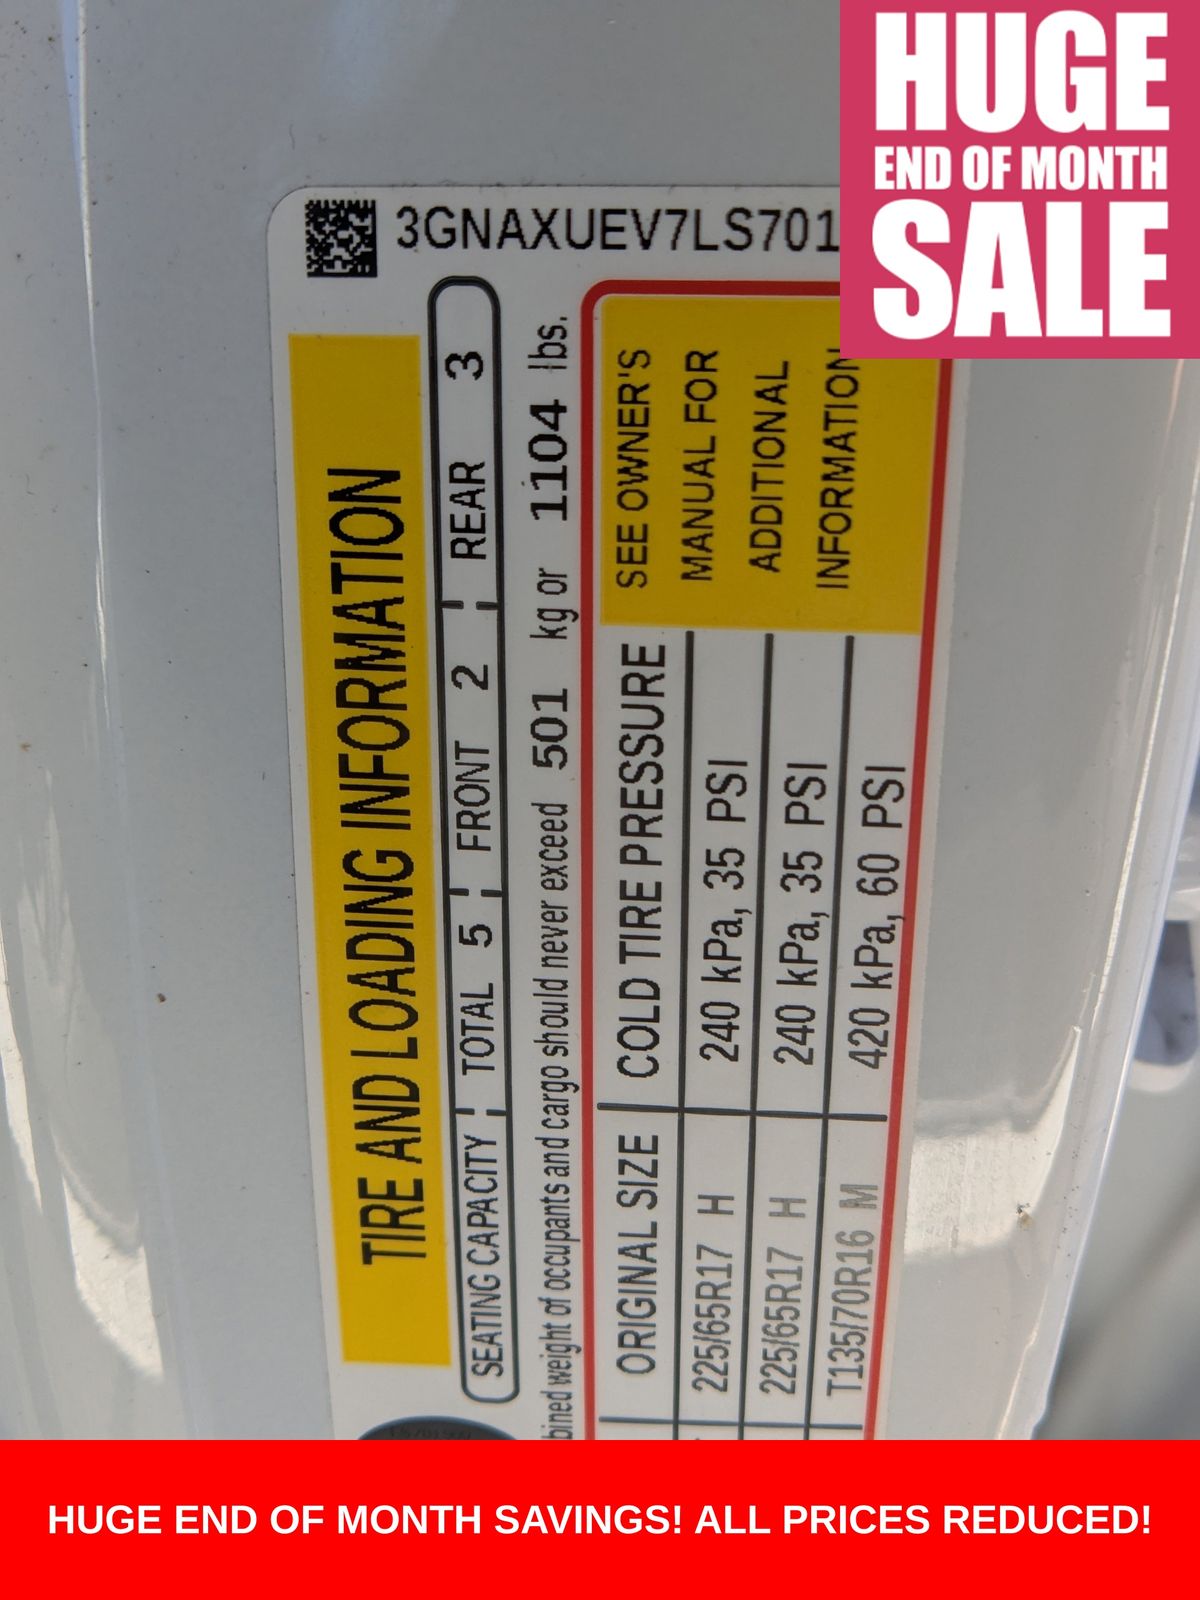 HUGE
END OF MONTH
SALE
3GNAXUEV7LS701
TIRE AND LOADING INFORMATION
SEATING CAPACITY TOTAL 5 FRONT 2 REAR 3
bined weight of occupants and cargo should never exceed 501 kg or 1104 lbs.
ORIGINAL SIZE COLD TIRE PRESSURE
225/65R17 H 240 kPa, 35 PSI
225/65R17 H 240 kPa, 35 PSI
T135/70R16 M 420 kPa, 60 PSI
SEE OWNER'S
MANUAL FOR
ADDITIONAL
INFORMATION
HUGE END OF MONTH SAVINGS! ALL PRICES REDUCED!